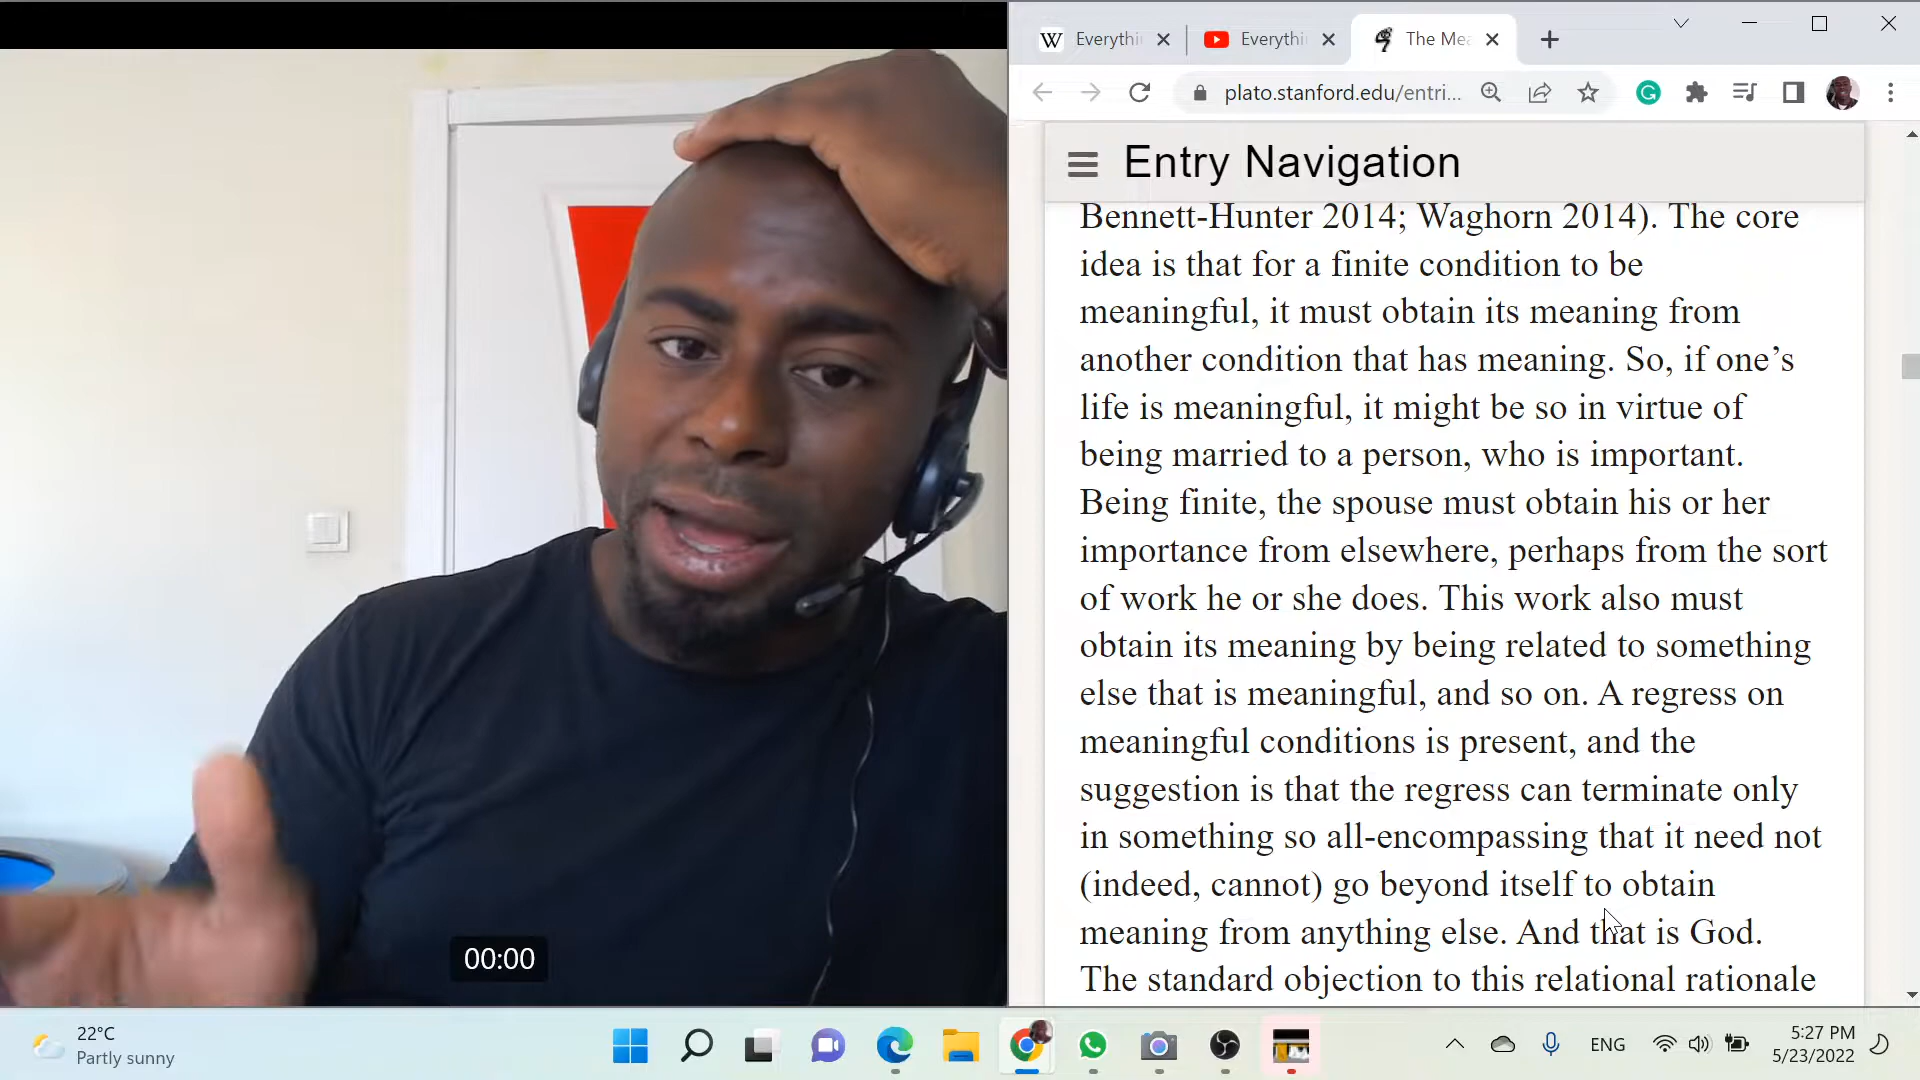 Everythi
Everythi
The Mea
plato.stanford.edu/entri...
Entry Navigation
Bennett-Hunter 2014; Waghorn 2014). The core
idea is that for a finite condition to be
meaningful, it must obtain its meaning from
another condition that has meaning. So, if one’s
life is meaningful, it might be so in virtue of
being married to a person, who is important.
Being finite, the spouse must obtain his or her
importance from elsewhere, perhaps from the sort
of work he or she does. This work also must
obtain its meaning by being related to something
else that is meaningful, and so on. A regress on
meaningful conditions is present, and the
suggestion is that the regress can terminate only
in something so all-encompassing that it need not
(indeed, cannot) go beyond itself to obtain
meaning from anything else. And that is God.
The standard objection to this relational rationale
00:00
22°C
Partly sunny
ENG
5:27 PM
5/23/2022